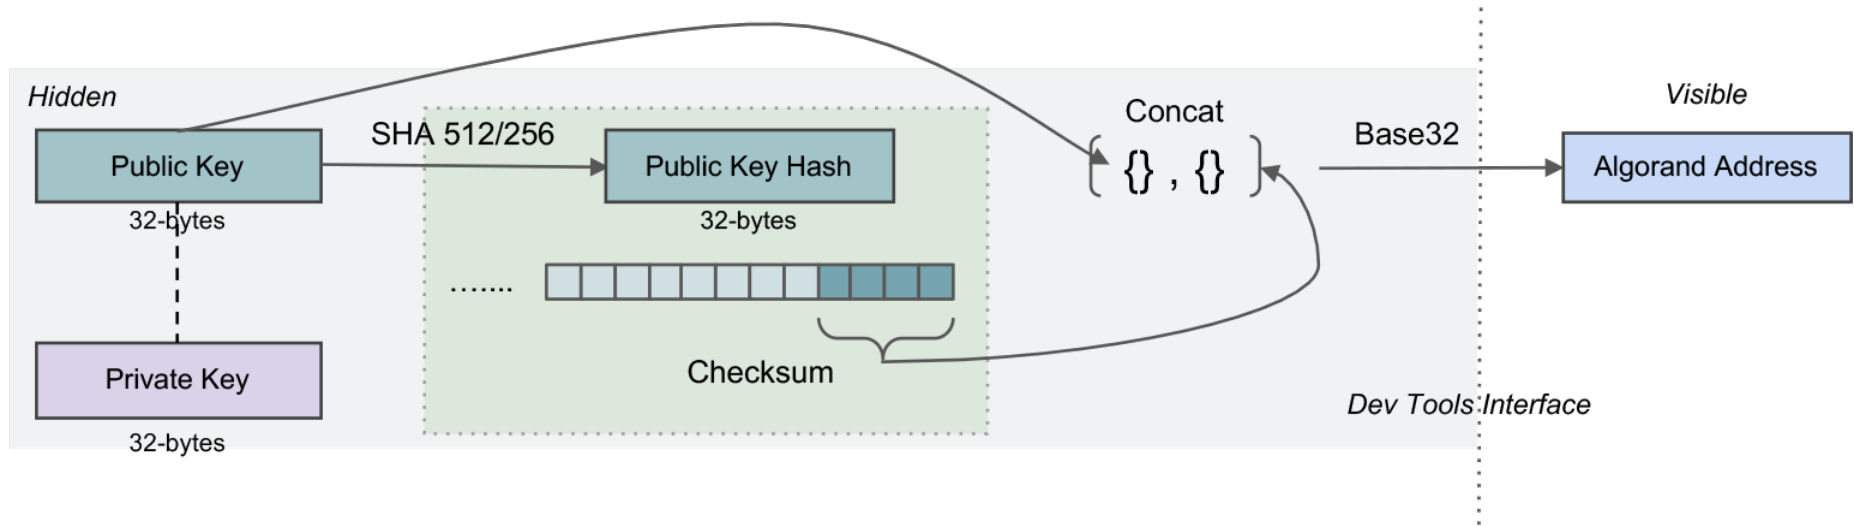 Hidden
Visible
Concat
SHA 512/256
Base32
Public Key
Public Key Hash
{} , {}
Algorand Address
32-bytes
32-bytes
…....
Checksum
Private Key
Dev Tools Interface
32-bytes